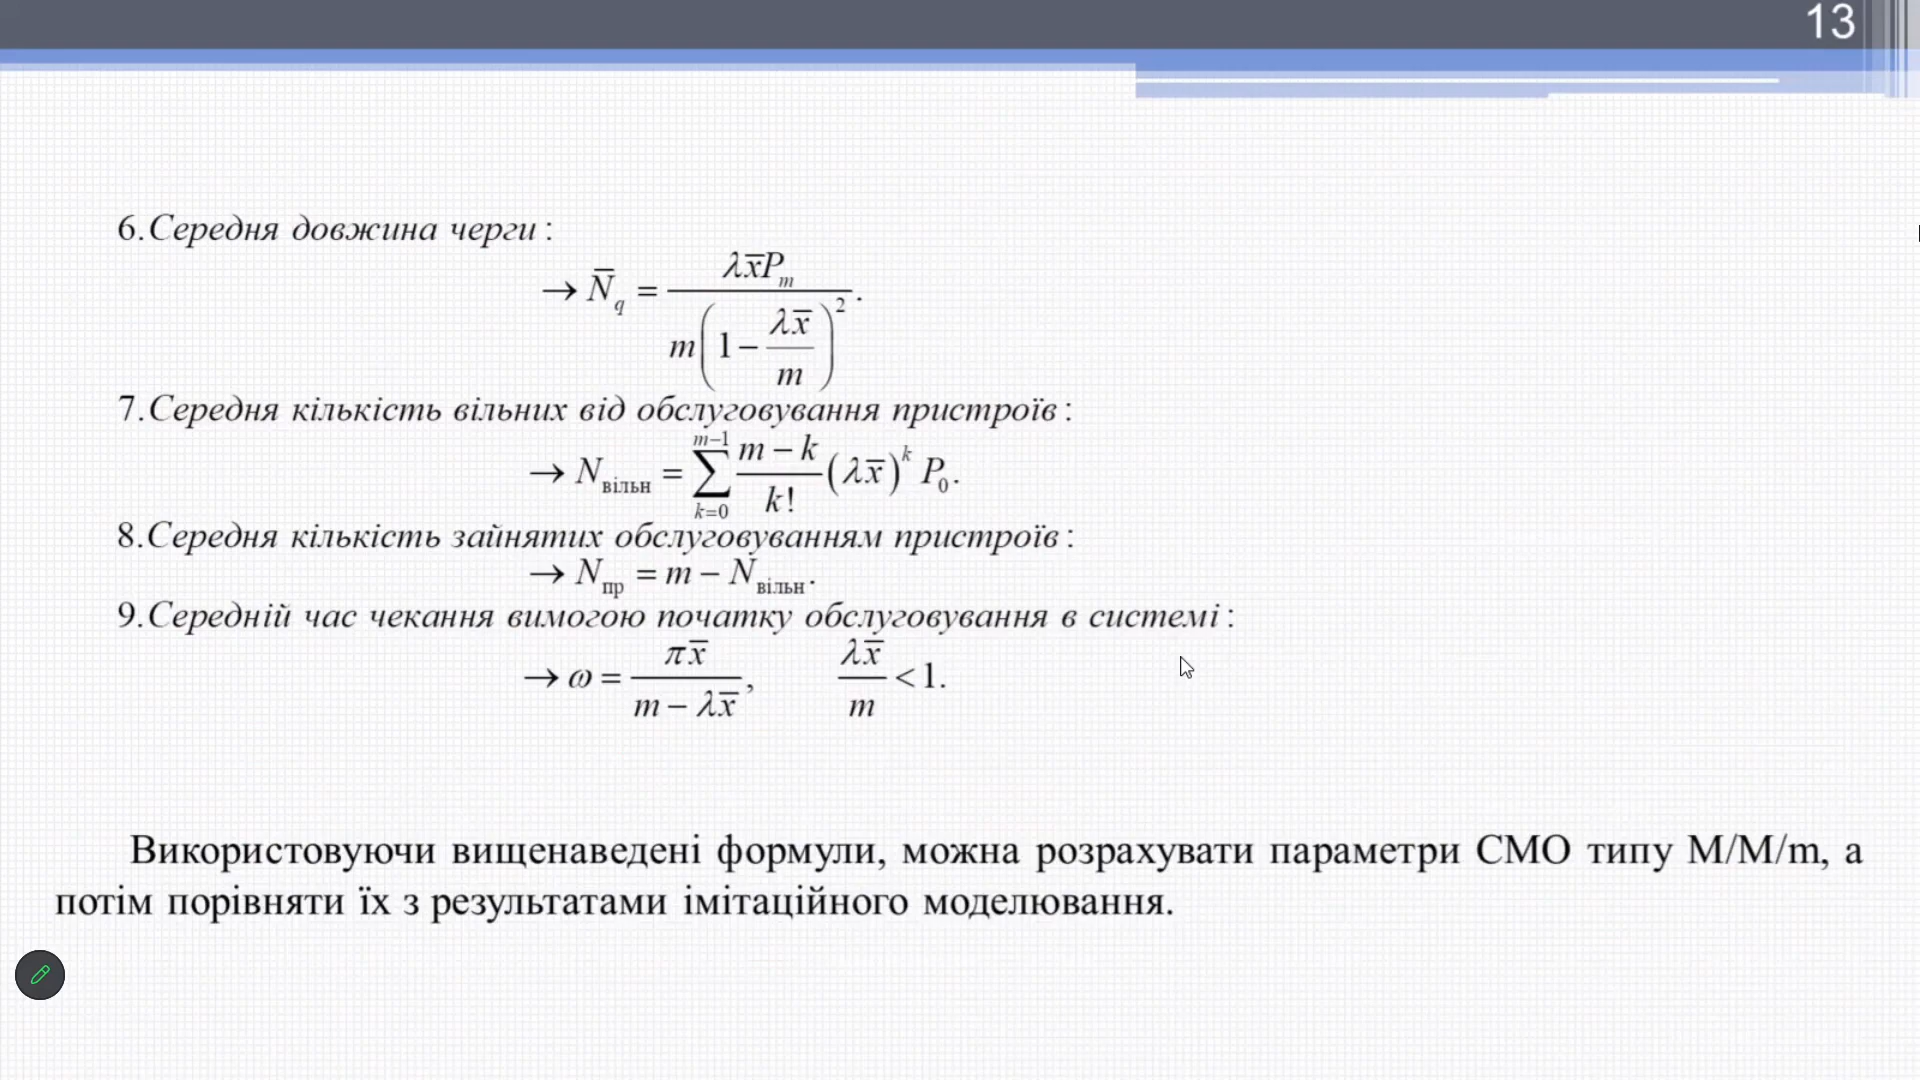 13
6. Середня довжина черги :
→ N̄_q = λx̄P_m / (m(1 − λx̄/m)²).
7. Середня кількість вільних від обслуговування пристроїв :
→ N_вільн = ∑_{k=0}^{m−1} ((m − k)/k!) (λx̄)^k P_0.
8. Середня кількість зайнятих обслуговуванням пристроїв :
→ N_пр = m − N_вільн.
9. Середній час чекання вимогою початку обслуговування в системі :
→ ω = πx̄ / (m − λx̄), λx̄/m < 1.
Використовуючи вищенаведені формули, можна розрахувати параметри СМО типу M/M/m, а
потім порівняти їх з результатами імітаційного моделювання.